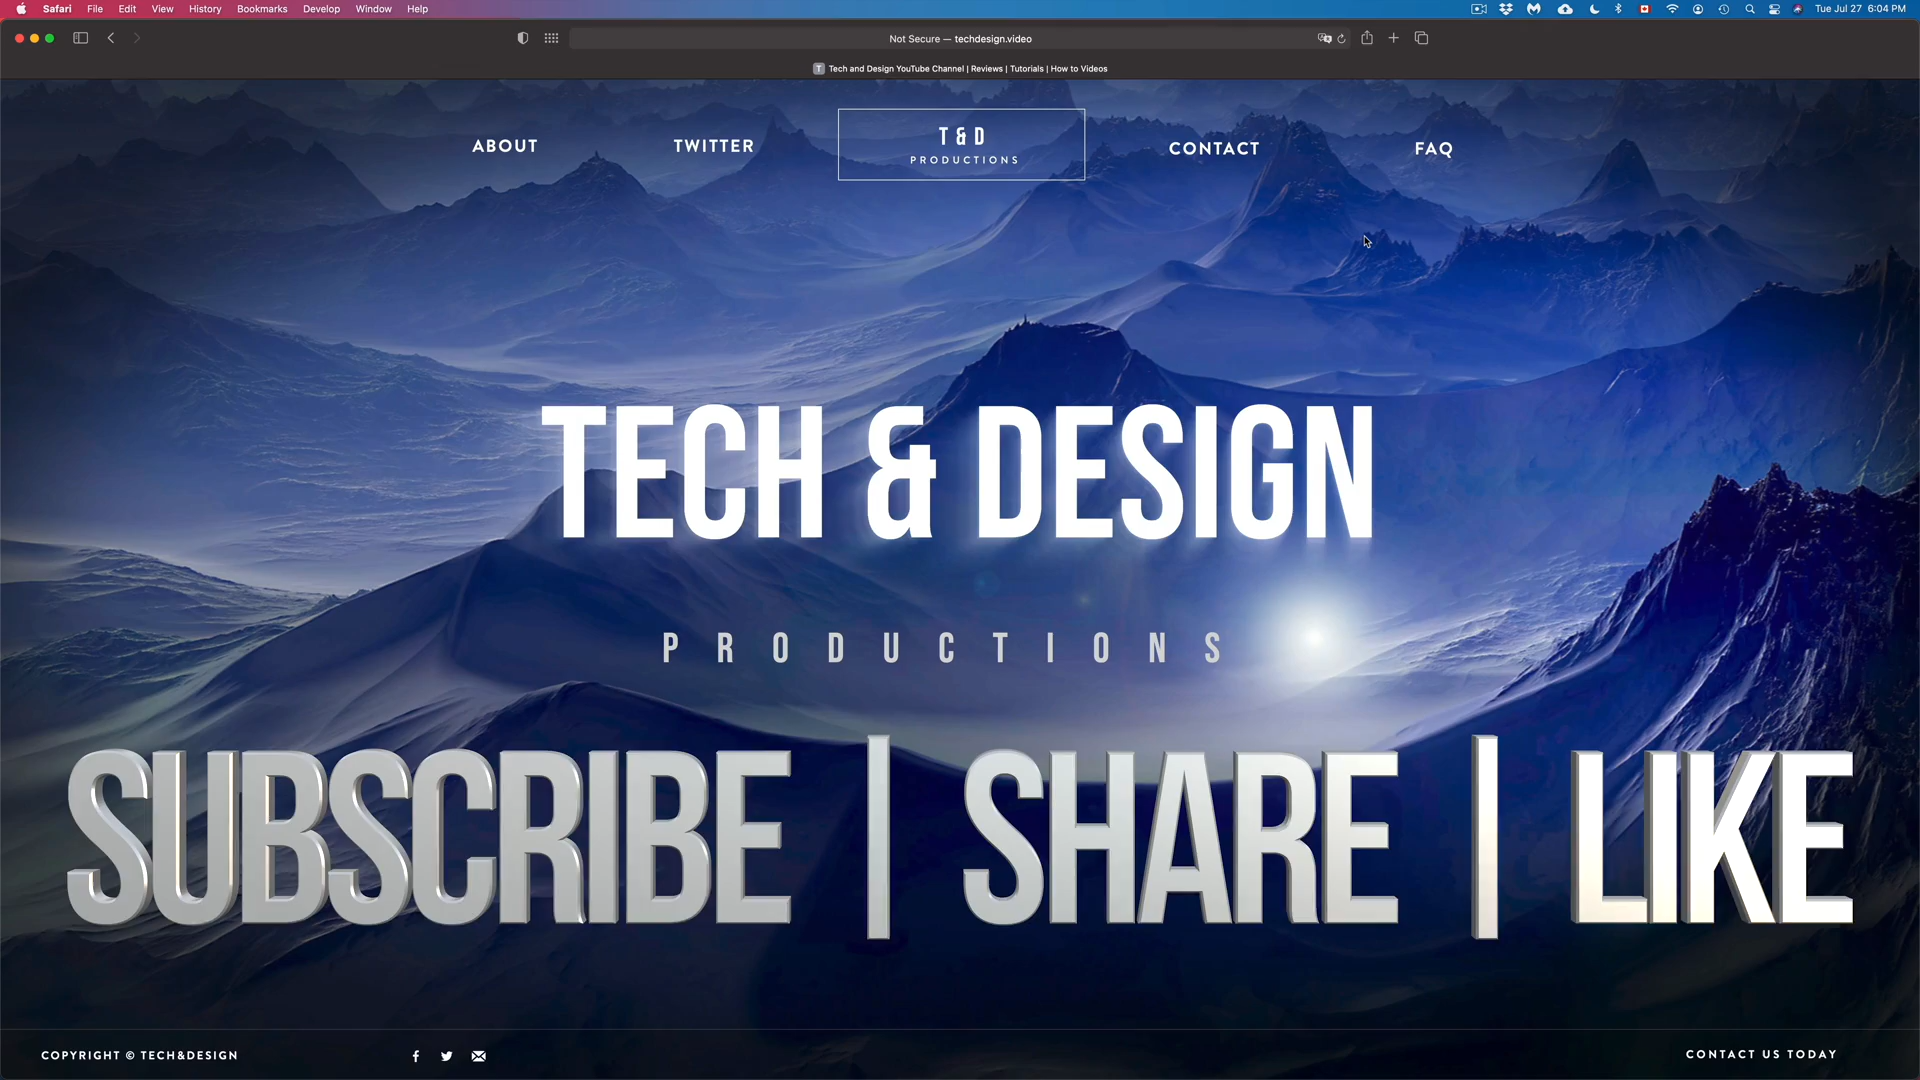 Safari File Edit View History Bookmarks Develop Window Help Tue Jul 27 6:04 PM
Not Secure — techdesign.video
T Tech and Design YouTube Channel | Reviews | Tutorials | How to Videos
ABOUT TWITTER T&D CONTACT FAQ
PRODUCTIONS
TECH & DESIGN
PRODUCTIONS
SUBSCRIBE | SHARE | LIKE
COPYRIGHT © TECH&DESIGN CONTACT US TODAY